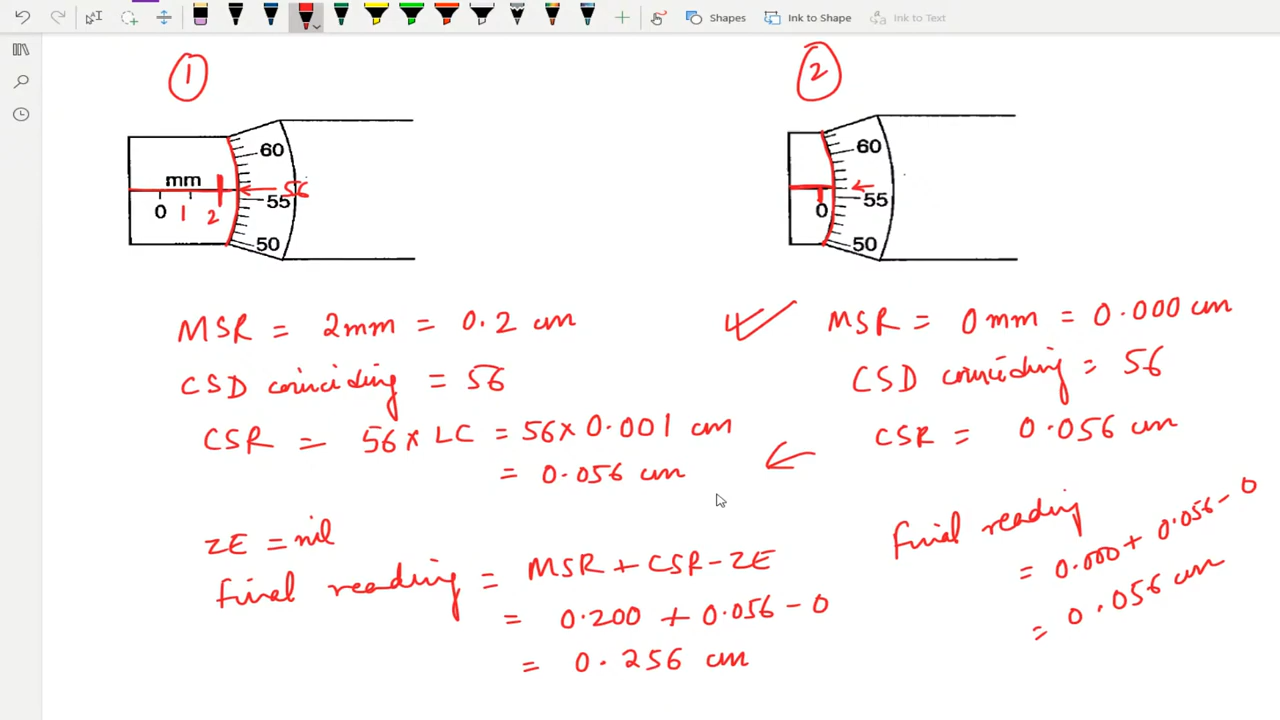 Shapes
Ink to Shape
Ink to Text
1
60
mm
56
55
0 1 2
50
MSR = 2mm = 0.2 cm
CSD coinciding = 56
CSR = 56 × LC = 56 × 0.001 cm
= 0.056 cm
ZE = nil
Final reading = MSR + CSR - ZE
= 0.200 + 0.056 - 0
= 0.256 cm
2
60
55
0
50
MSR = 0 mm = 0.000 cm
CSD coinciding = 56
CSR = 0.056 cm
Final reading
= 0.000 + 0.056 - 0
= 0.056 cm